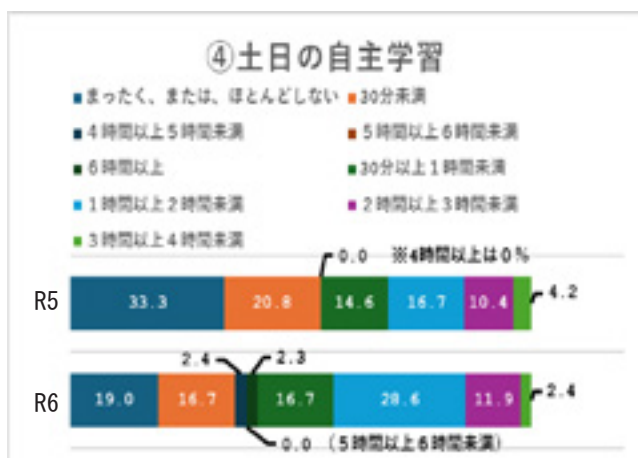 ④土日の自主学習
まったく、または、ほとんどしない 30分未満
4時間以上5時間未満 5時間以上6時間未満
6時間以上 30分以上1時間未満
1時間以上2時間未満 2時間以上3時間未満
3時間以上4時間未満
0.0 ※4時間以上は0%
R5 33.3 20.8 14.6 16.7 10.4 4.2
2.4 2.3
R6 19.0 16.7 16.7 28.6 11.9 2.4
0.0 (5時間以上6時間未満)